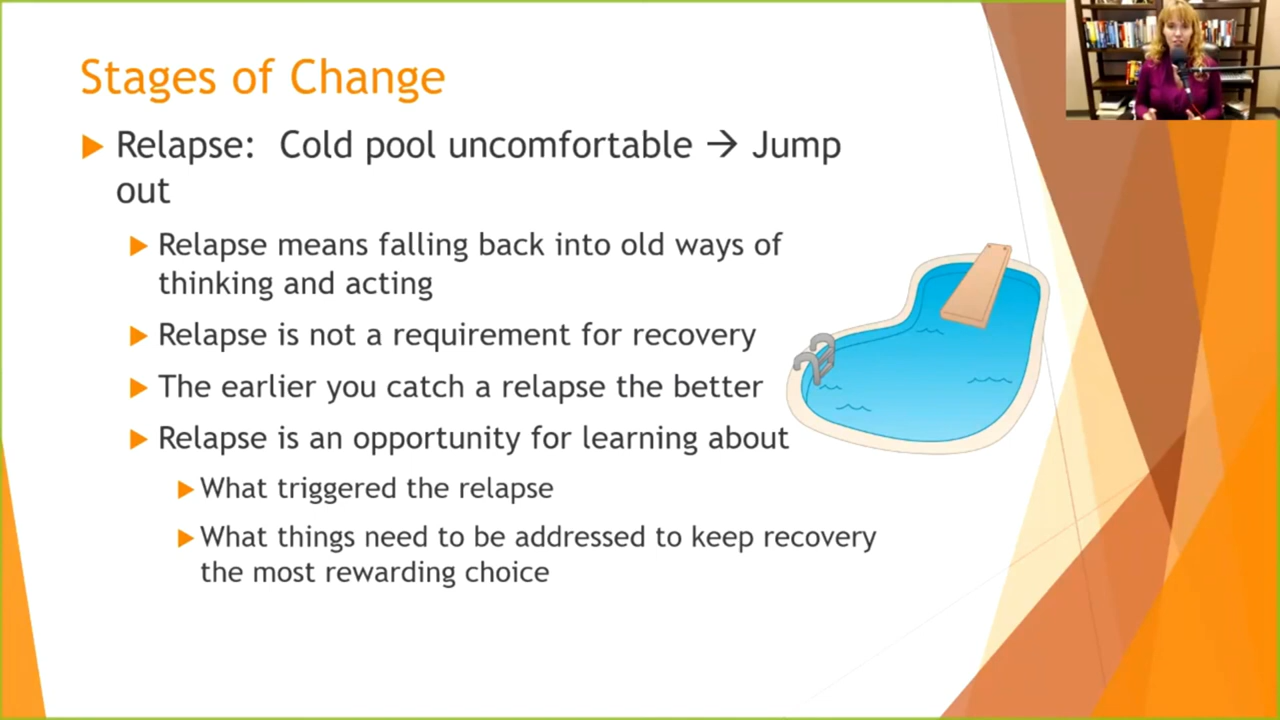 Stages of Change
Relapse: Cold pool uncomfortable → Jump
out
Relapse means falling back into old ways of
thinking and acting
Relapse is not a requirement for recovery
The earlier you catch a relapse the better
Relapse is an opportunity for learning about
What triggered the relapse
What things need to be addressed to keep recovery
the most rewarding choice